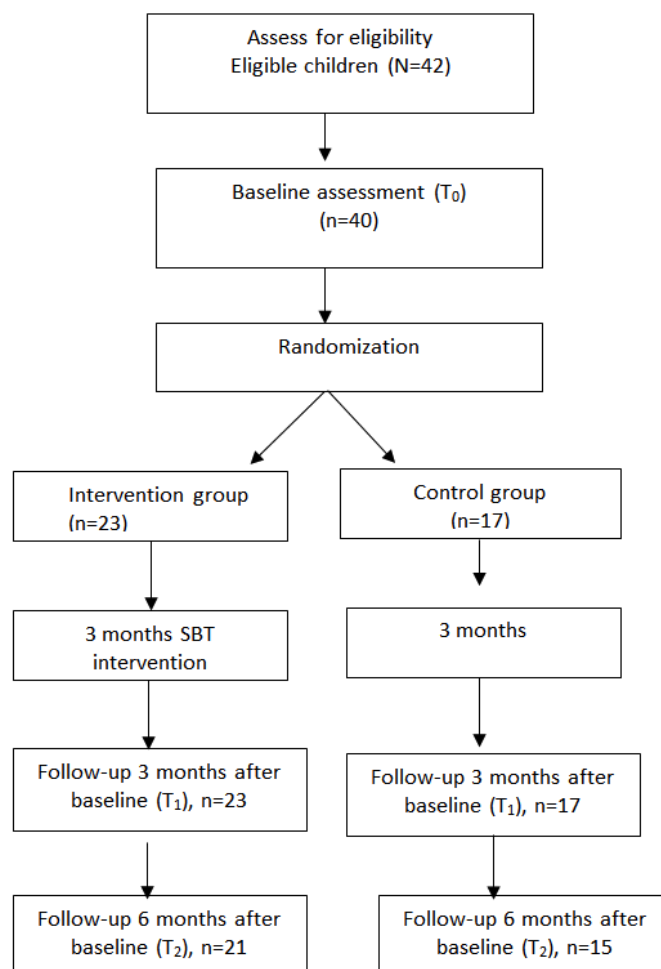 Assess for eligibility
Eligible children (N=42)
Baseline assessment (T₀)
(n=40)
Randomization
Intervention group
(n=23)
Control group
(n=17)
3 months SBT
intervention
3 months
Follow-up 3 months after
baseline (T₁), n=23
Follow-up 3 months after
baseline (T₁), n=17
Follow-up 6 months after
baseline (T₂), n=21
Follow-up 6 months after
baseline (T₂), n=15